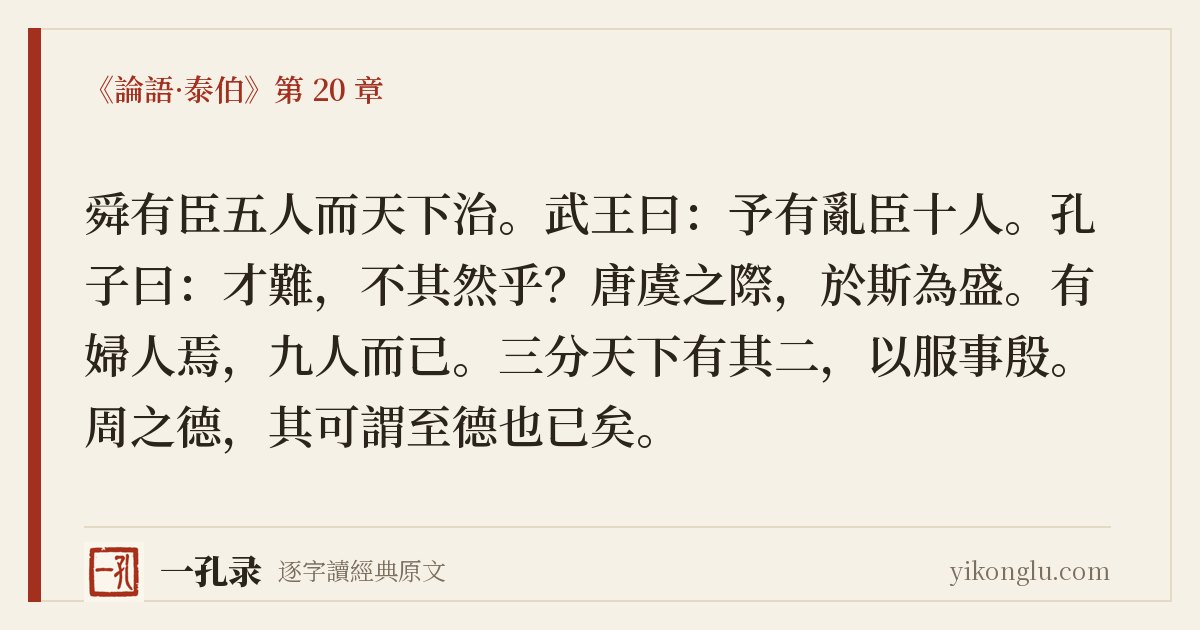 《論語·泰伯》第 20 章
舜有臣五人而天下治。武王曰：予有亂臣十人。孔
子曰：才難，不其然乎？唐虞之際，於斯為盛。有
婦人焉，九人而已。三分天下有其二，以服事殷。
周之德，其可謂至德也已矣。
一孔
一孔录 逐字讀經典原文
yikonglu.com